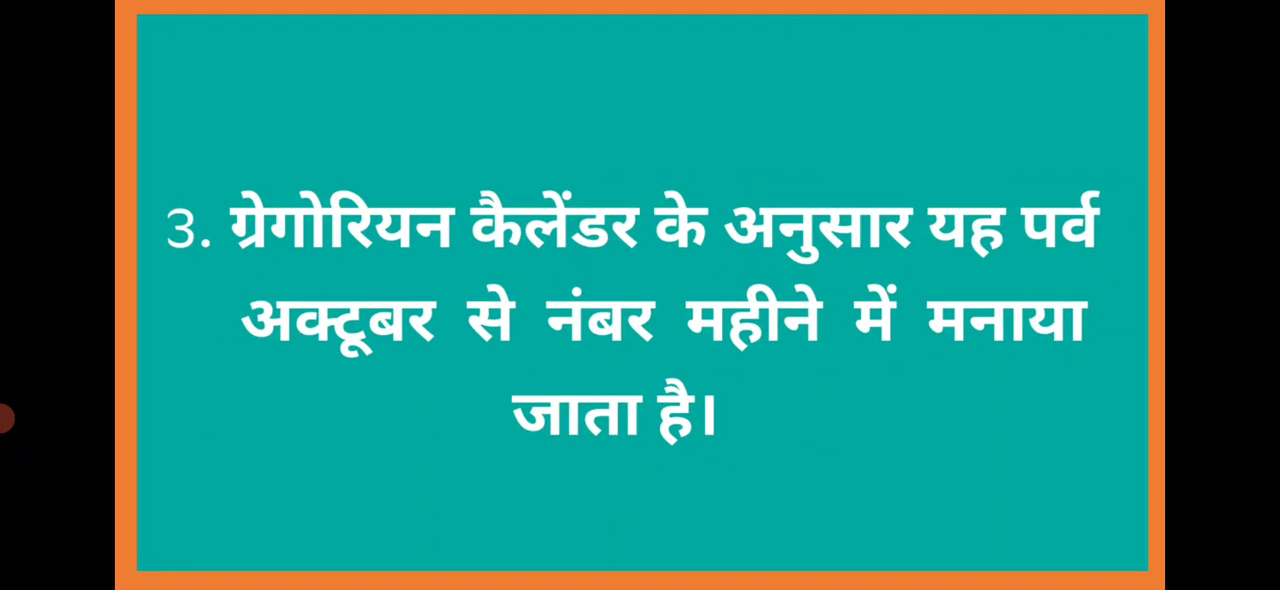 3. ग्रेगोरियन कैलेंडर के अनुसार यह पर्व
अक्टूबर से नंबर महीने में मनाया
जाता है।